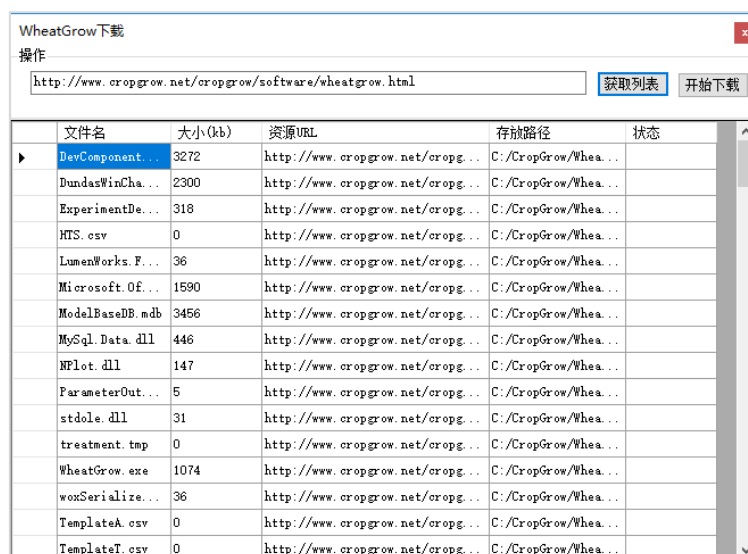 WheatGrow下载
x
操作
http://www.cropgrow.net/cropgrow/software/wheatgrow.html 获取列表 开始下载
文件名 大小(kb) 资源URL 存放路径 状态
DevComponent... 3272 http://www.cropgrow.net/cropg... C:/CropGrow/Whea...
DundasWinCha... 2300 http://www.cropgrow.net/cropg... C:/CropGrow/Whea...
ExperimentDe... 318 http://www.cropgrow.net/cropg... C:/CropGrow/Whea...
HTS.csv 0 http://www.cropgrow.net/cropg... C:/CropGrow/Whea...
LumenWorks.F... 36 http://www.cropgrow.net/cropg... C:/CropGrow/Whea...
Microsoft.Of... 1590 http://www.cropgrow.net/cropg... C:/CropGrow/Whea...
ModelBaseDB.mdb 3456 http://www.cropgrow.net/cropg... C:/CropGrow/Whea...
MySql.Data.dll 446 http://www.cropgrow.net/cropg... C:/CropGrow/Whea...
NPlot.dll 147 http://www.cropgrow.net/cropg... C:/CropGrow/Whea...
ParameterOut... 5 http://www.cropgrow.net/cropg... C:/CropGrow/Whea...
stdole.dll 31 http://www.cropgrow.net/cropg... C:/CropGrow/Whea...
treatment.tmp 0 http://www.cropgrow.net/cropg... C:/CropGrow/Whea...
WheatGrow.exe 1074 http://www.cropgrow.net/cropg... C:/CropGrow/Whea...
woxSerialize... 36 http://www.cropgrow.net/cropg... C:/CropGrow/Whea...
TemplateA.csv 0 http://www.cropgrow.net/cropg... C:/CropGrow/Whea...
TemplateT.csv 0 http://www.cropgrow.net/cropg... C:/CropGrow/Whea...